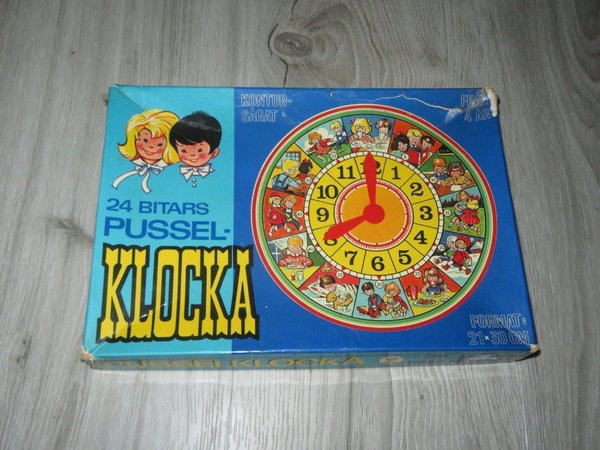 KONTUR-
SÅGAT
FRÅN
4 ÅR
24 BITARS
PUSSEL-
KLOCKA
12
1
2
3
4
5
6
7
8
9
10
11
FORMAT:
21×30 CM
PUSSELKLOCKA